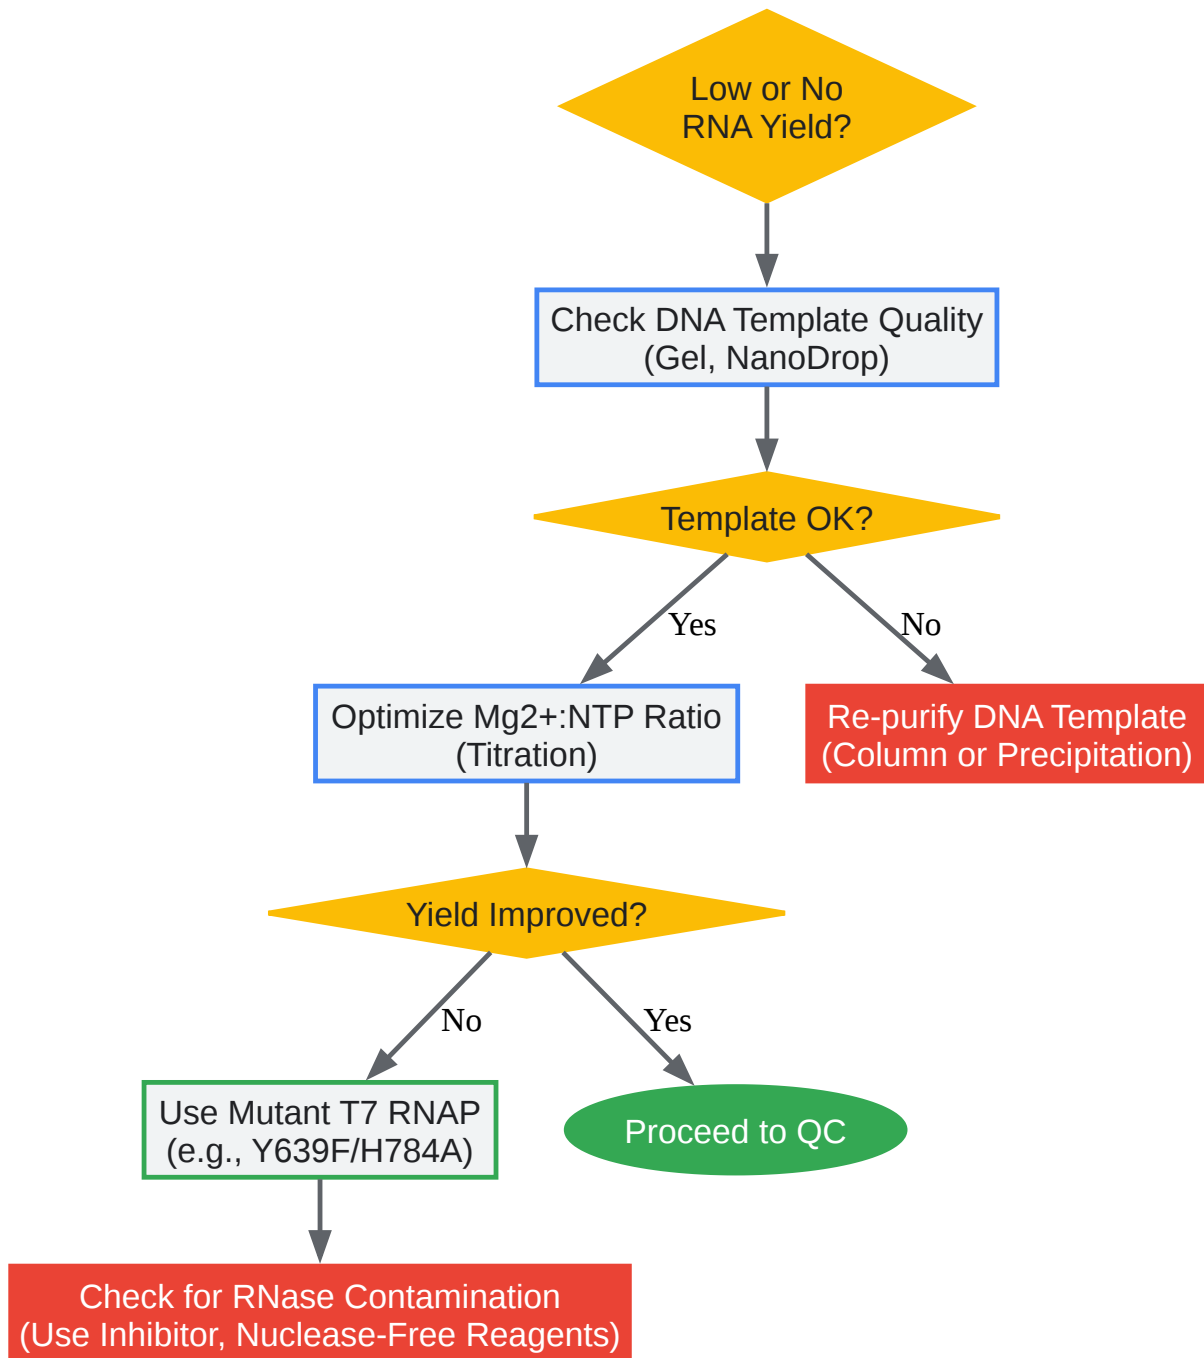 Low or No
RNA Yield?
Check DNA Template Quality
(Gel, NanoDrop)
Template OK?
Yes
No
Optimize Mg2+:NTP Ratio
(Titration)
Re-purify DNA Template
(Column or Precipitation)
Yield Improved?
No
Yes
Use Mutant T7 RNAP
(e.g., Y639F/H784A)
Proceed to QC
Check for RNase Contamination
(Use Inhibitor, Nuclease-Free Reagents)